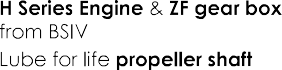 H Series Engine & ZF gear box
from BSIV
Lube for life propeller shaft